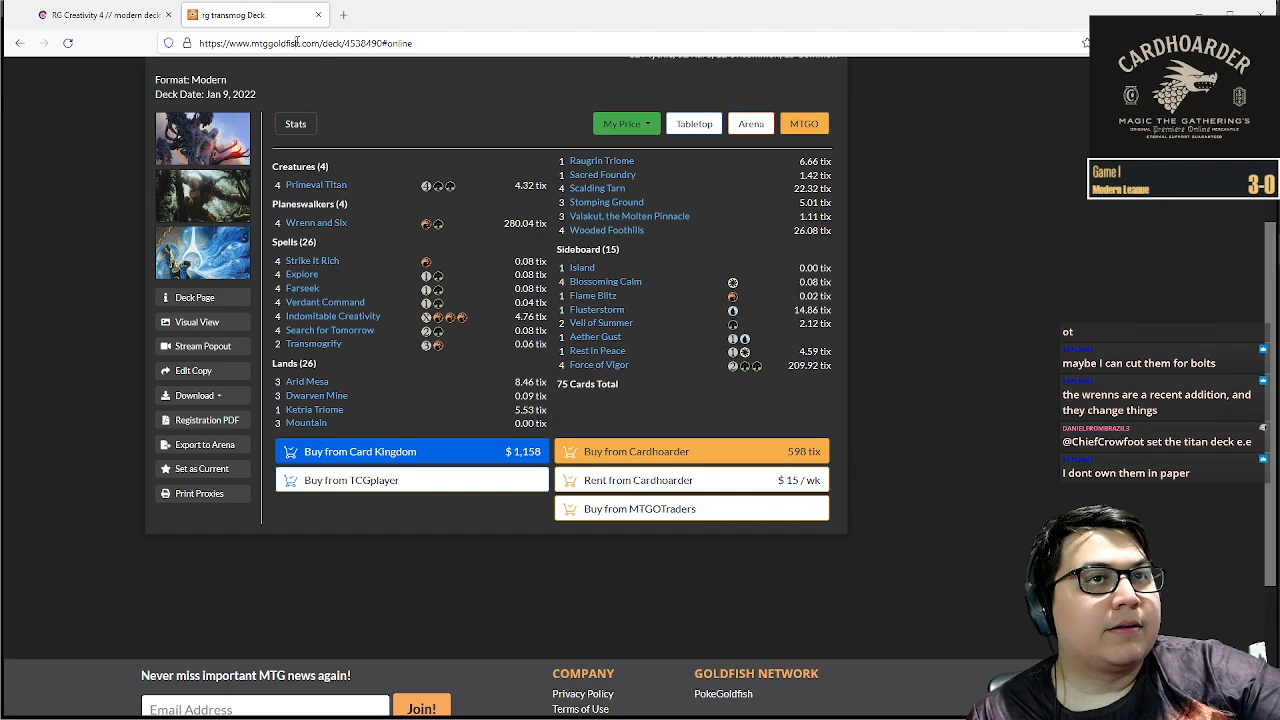 RG Creativity 4 // modern deck
rg transmog Deck
https://www.mtggoldfish.com/deck/4538490#online
Format: Modern
Deck Date: Jan 9, 2022
Stats
My Price
Tabletop
Arena
MTGO
Creatures (4)
4 Primeval Titan 4.32 tix
Planeswalkers (4)
4 Wrenn and Six 280.04 tix
Spells (26)
4 Strike It Rich 0.08 tix
4 Explore 0.08 tix
4 Farseek 0.08 tix
4 Verdant Command 0.04 tix
4 Indomitable Creativity 4.76 tix
4 Search for Tomorrow 0.08 tix
2 Transmogrify 0.06 tix
Lands (26)
3 Arid Mesa 8.46 tix
3 Dwarven Mine 0.09 tix
1 Ketria Triome 5.53 tix
3 Mountain 0.00 tix
1 Raugrin Triome 6.66 tix
1 Sacred Foundry 1.42 tix
4 Scalding Tarn 22.32 tix
3 Stomping Ground 5.01 tix
3 Valakut, the Molten Pinnacle 1.11 tix
4 Wooded Foothills 26.08 tix
Sideboard (15)
1 Island 0.00 tix
4 Blossoming Calm 0.08 tix
1 Flame Blitz 0.02 tix
1 Flusterstorm 14.86 tix
2 Veil of Summer 2.12 tix
1 Aether Gust
1 Rest In Peace 4.59 tix
4 Force of Vigor 209.92 tix
75 Cards Total
Deck Page
Visual View
Stream Popout
Edit Copy
Download
Registration PDF
Export to Arena
Set as Current
Print Proxies
Buy from Card Kingdom $ 1,158
Buy from TCGplayer
Buy from Cardhoarder 598 tix
Rent from Cardhoarder $ 15 / wk
Buy from MTGOTraders
Never miss important MTG news again!
Email Address
Join!
COMPANY
Privacy Policy
Terms of Use
GOLDFISH NETWORK
PokeGoldfish
CARDHOARDER
MAGIC THE GATHERING'S
ORIGINAL Premiere Online MERCANTILE
ETERNAL SUPPORT GUARANTEED
Game 1
Modern League
3-0
ot
maybe I can cut them for bolts
the wrenns are a recent addition, and
they change things
DANIELFROMBRAZIL3
@ChiefCrowfoot set the titan deck e.e
I dont own them in paper